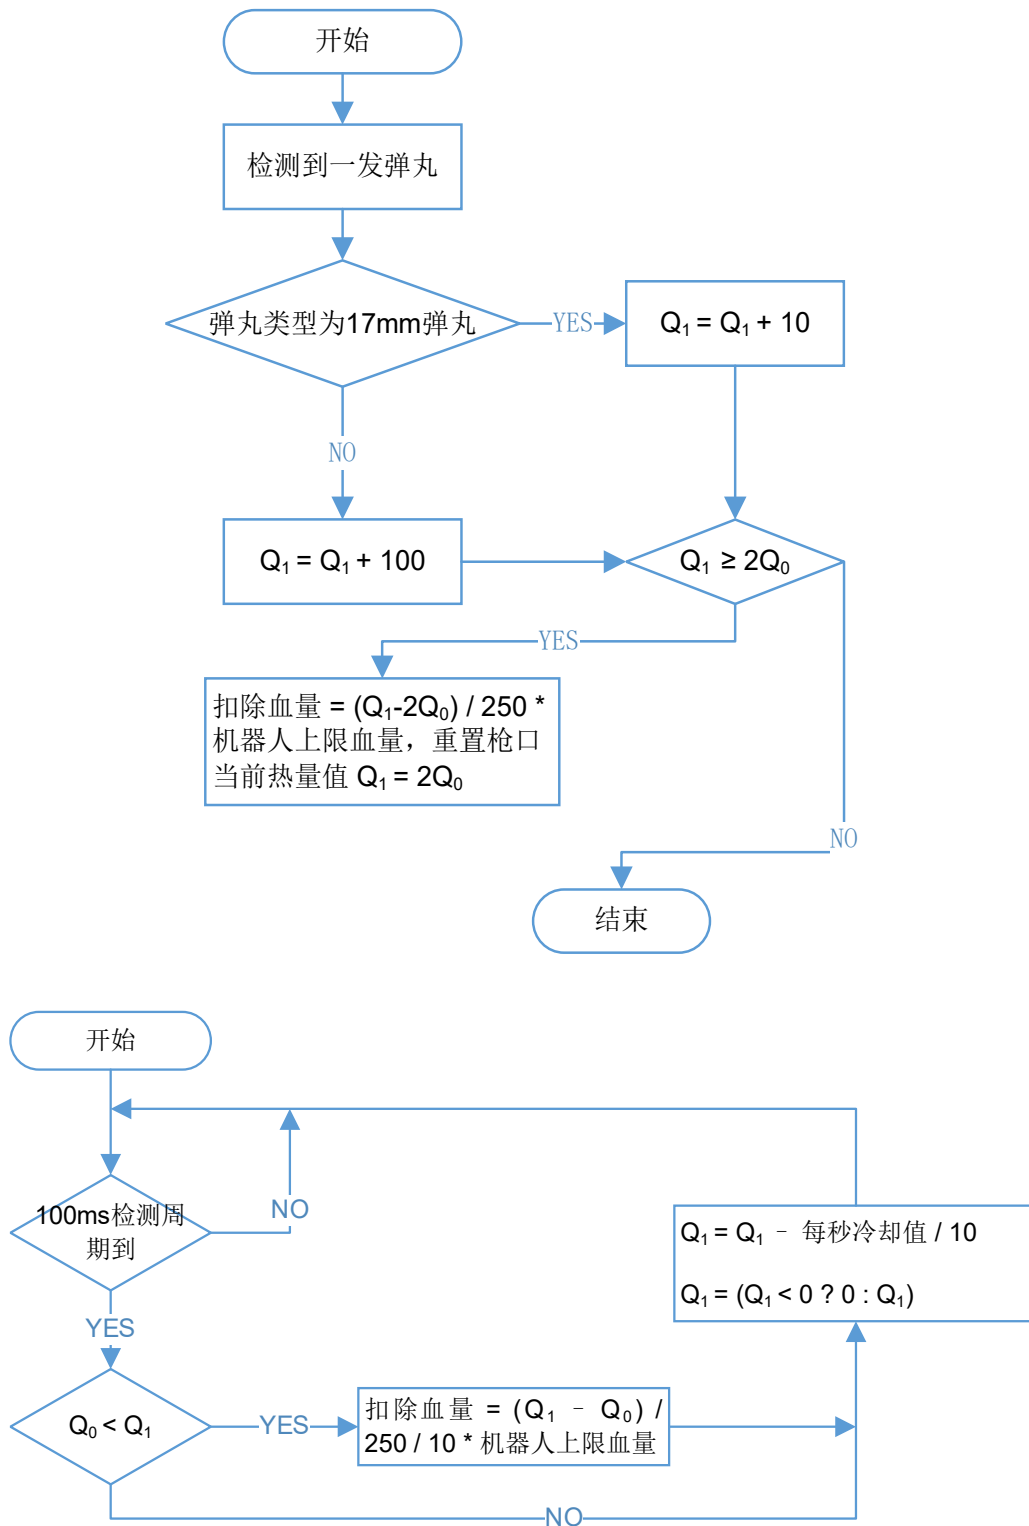 开始
检测到一发弹丸
弹丸类型为17mm弹丸
YES
Q₁ = Q₁ + 10
NO
Q₁ = Q₁ + 100
Q₁ ≥ 2Q₀
YES
扣除血量 = (Q₁-2Q₀) / 250 *
机器人上限血量，重置枪口
当前热量值 Q₁ = 2Q₀
NO
结束
开始
100ms检测周
期到
NO
Q₁ = Q₁ – 每秒冷却值 / 10
Q₁ = (Q₁ < 0 ? 0 : Q₁)
YES
Q₀ < Q₁
YES
扣除血量 = (Q₁ – Q₀) /
250 / 10 * 机器人上限血量
NO